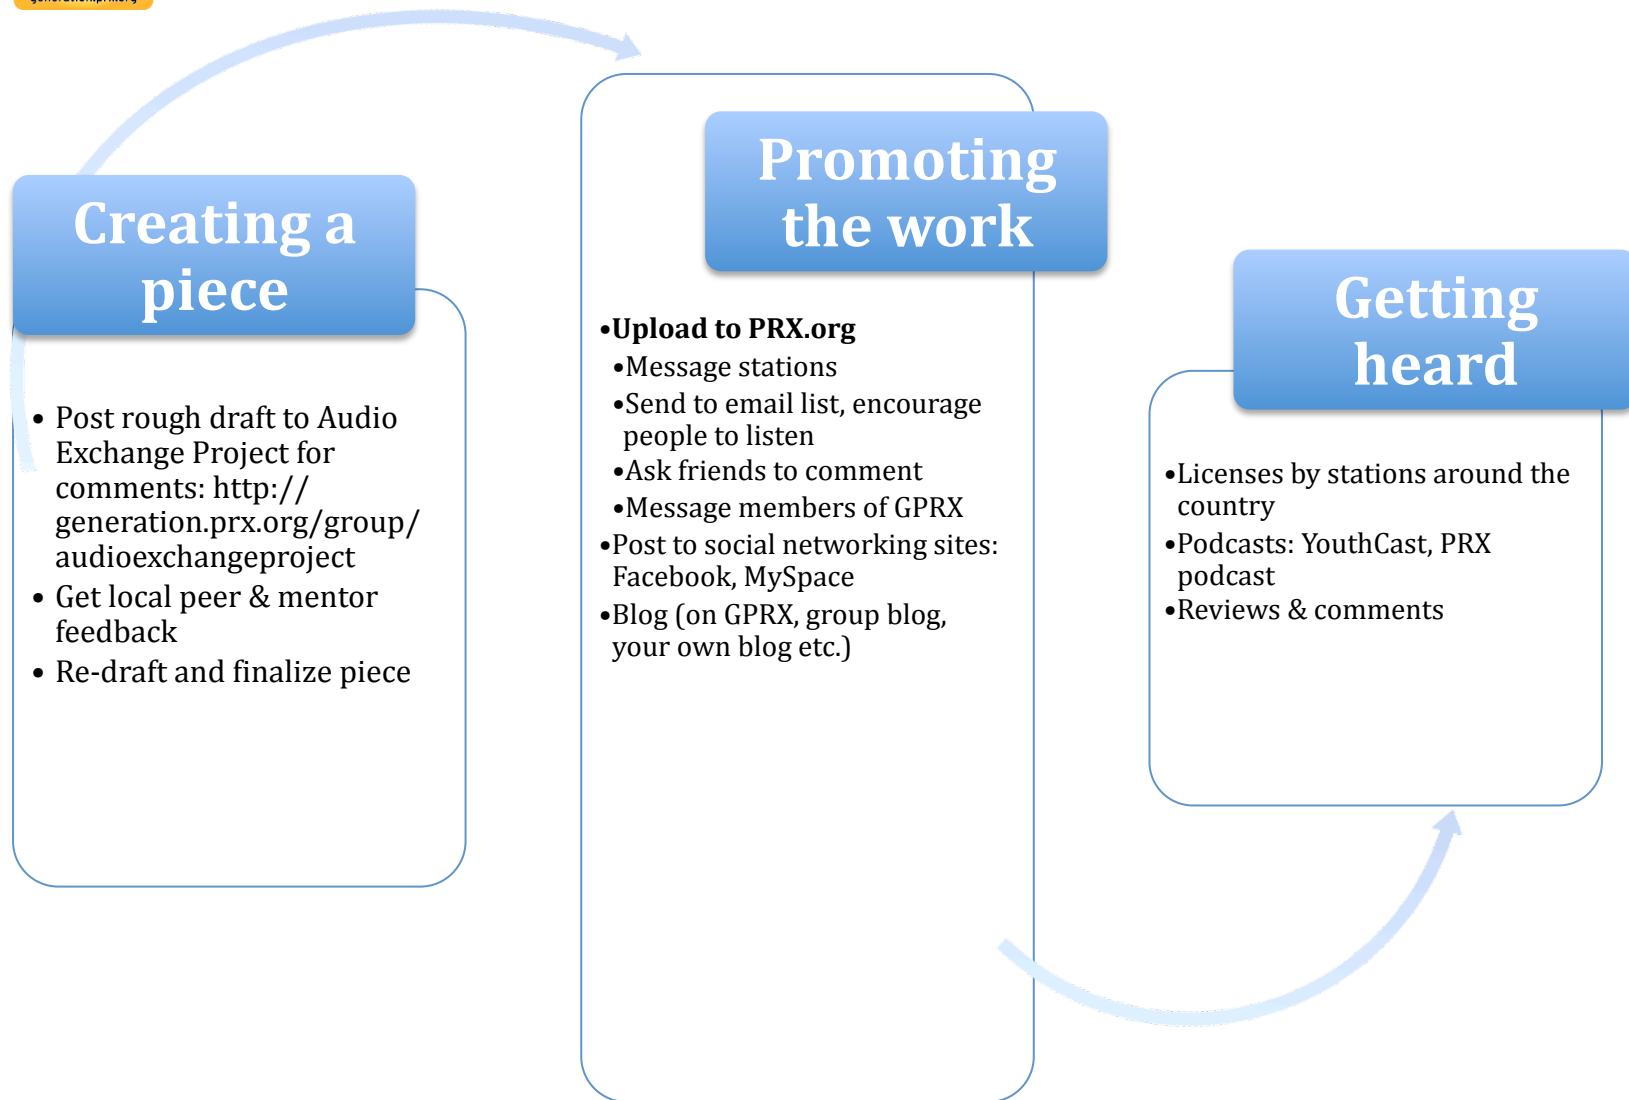 generation.prx.org
Creating a
piece
• Post rough draft to Audio
Exchange Project for
comments: http://
generation.prx.org/group/
audioexchangeproject
• Get local peer & mentor
feedback
• Re-draft and finalize piece
Promoting
the work
•Upload to PRX.org
•Message stations
•Send to email list, encourage
people to listen
•Ask friends to comment
•Message members of GPRX
•Post to social networking sites:
Facebook, MySpace
•Blog (on GPRX, group blog,
your own blog etc.)
Getting
heard
•Licenses by stations around the
country
•Podcasts: YouthCast, PRX
podcast
•Reviews & comments